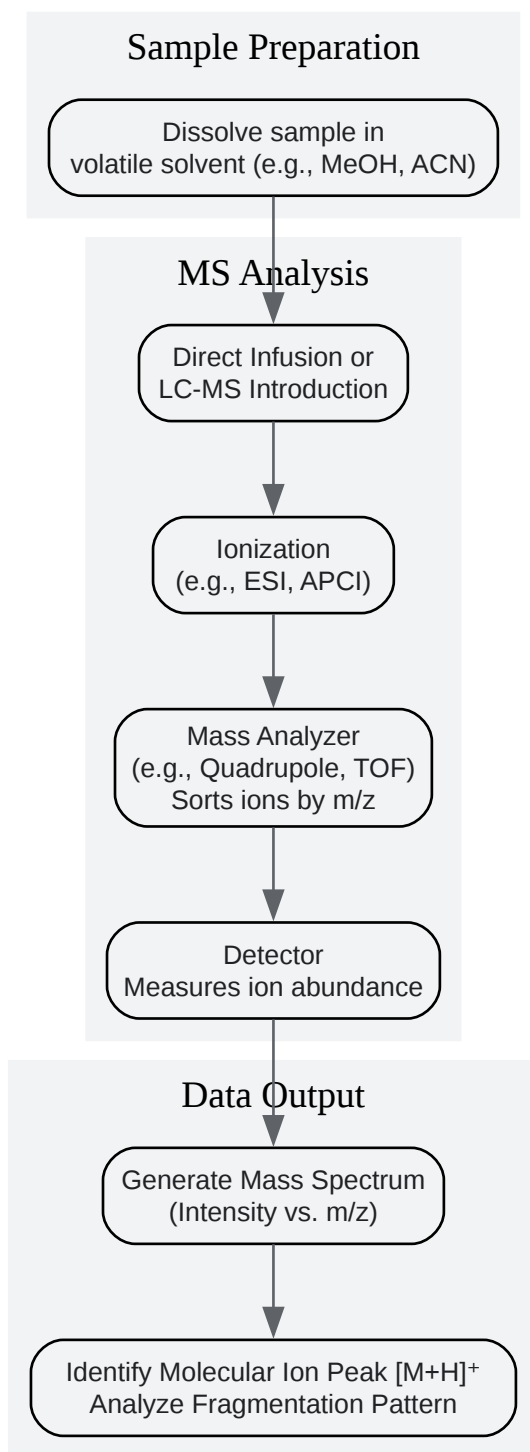 Sample Preparation
Dissolve sample in
volatile solvent (e.g., MeOH, ACN)
MS Analysis
Direct Infusion or
LC-MS Introduction
Ionization
(e.g., ESI, APCI)
Mass Analyzer
(e.g., Quadrupole, TOF)
Sorts ions by m/z
Detector
Measures ion abundance
Data Output
Generate Mass Spectrum
(Intensity vs. m/z)
Identify Molecular Ion Peak [M+H]⁺
Analyze Fragmentation Pattern